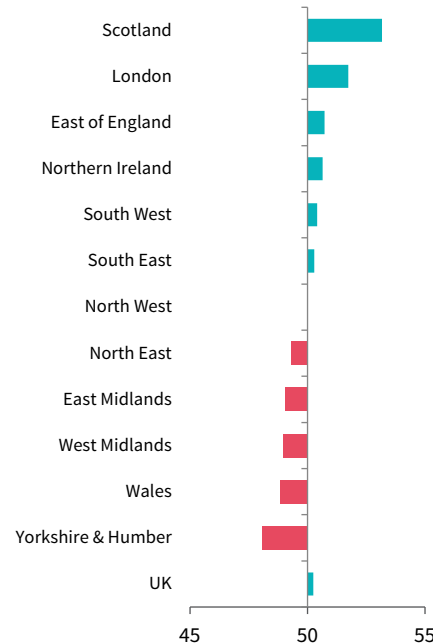 Scotland
London
East of England
Northern Ireland
South West
South East
North West
North East
East Midlands
West Midlands
Wales
Yorkshire & Humber
UK
45 50 55